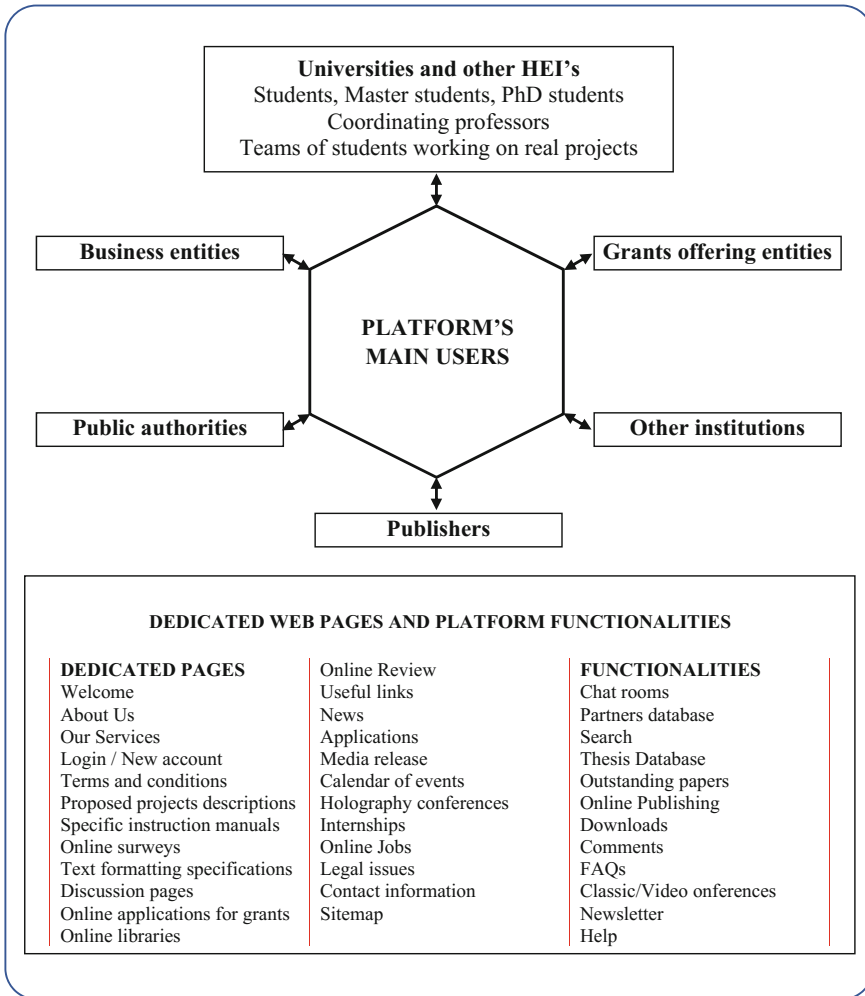 Universities and other HEI's
Students, Master students, PhD students
Coordinating professors
Teams of students working on real projects
Business entities
Grants offering entities
PLATFORM'S
MAIN USERS
Public authorities
Other institutions
Publishers
DEDICATED WEB PAGES AND PLATFORM FUNCTIONALITIES
DEDICATED PAGES
Welcome
About Us
Our Services
Login / New account
Terms and conditions
Proposed projects descriptions
Specific instruction manuals
Online surweys
Text formatting specifications
Discussion pages
Online applications for grants
Online libraries
Online Review
Useful links
News
Applications
Media release
Calendar of events
Holography conferences
Internships
Online Jobs
Legal issues
Contact information
Sitemap
FUNCTIONALITIES
Chat rooms
Partners database
Search
Thesis Database
Outstanding papers
Online Publishing
Downloads
Comments
FAQs
Classic/Video onferences
Newsletter
Help